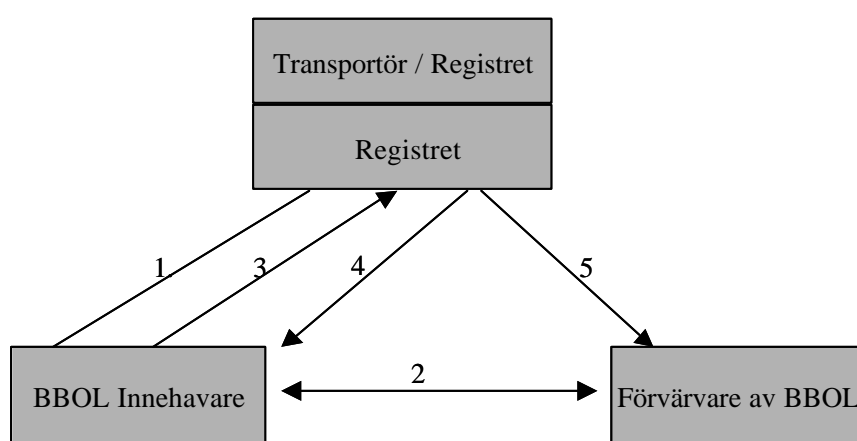 Transportör / Registret
Registret
1.
3
4
5
2
BBOL Innehavare
Förvärvare av BBOL